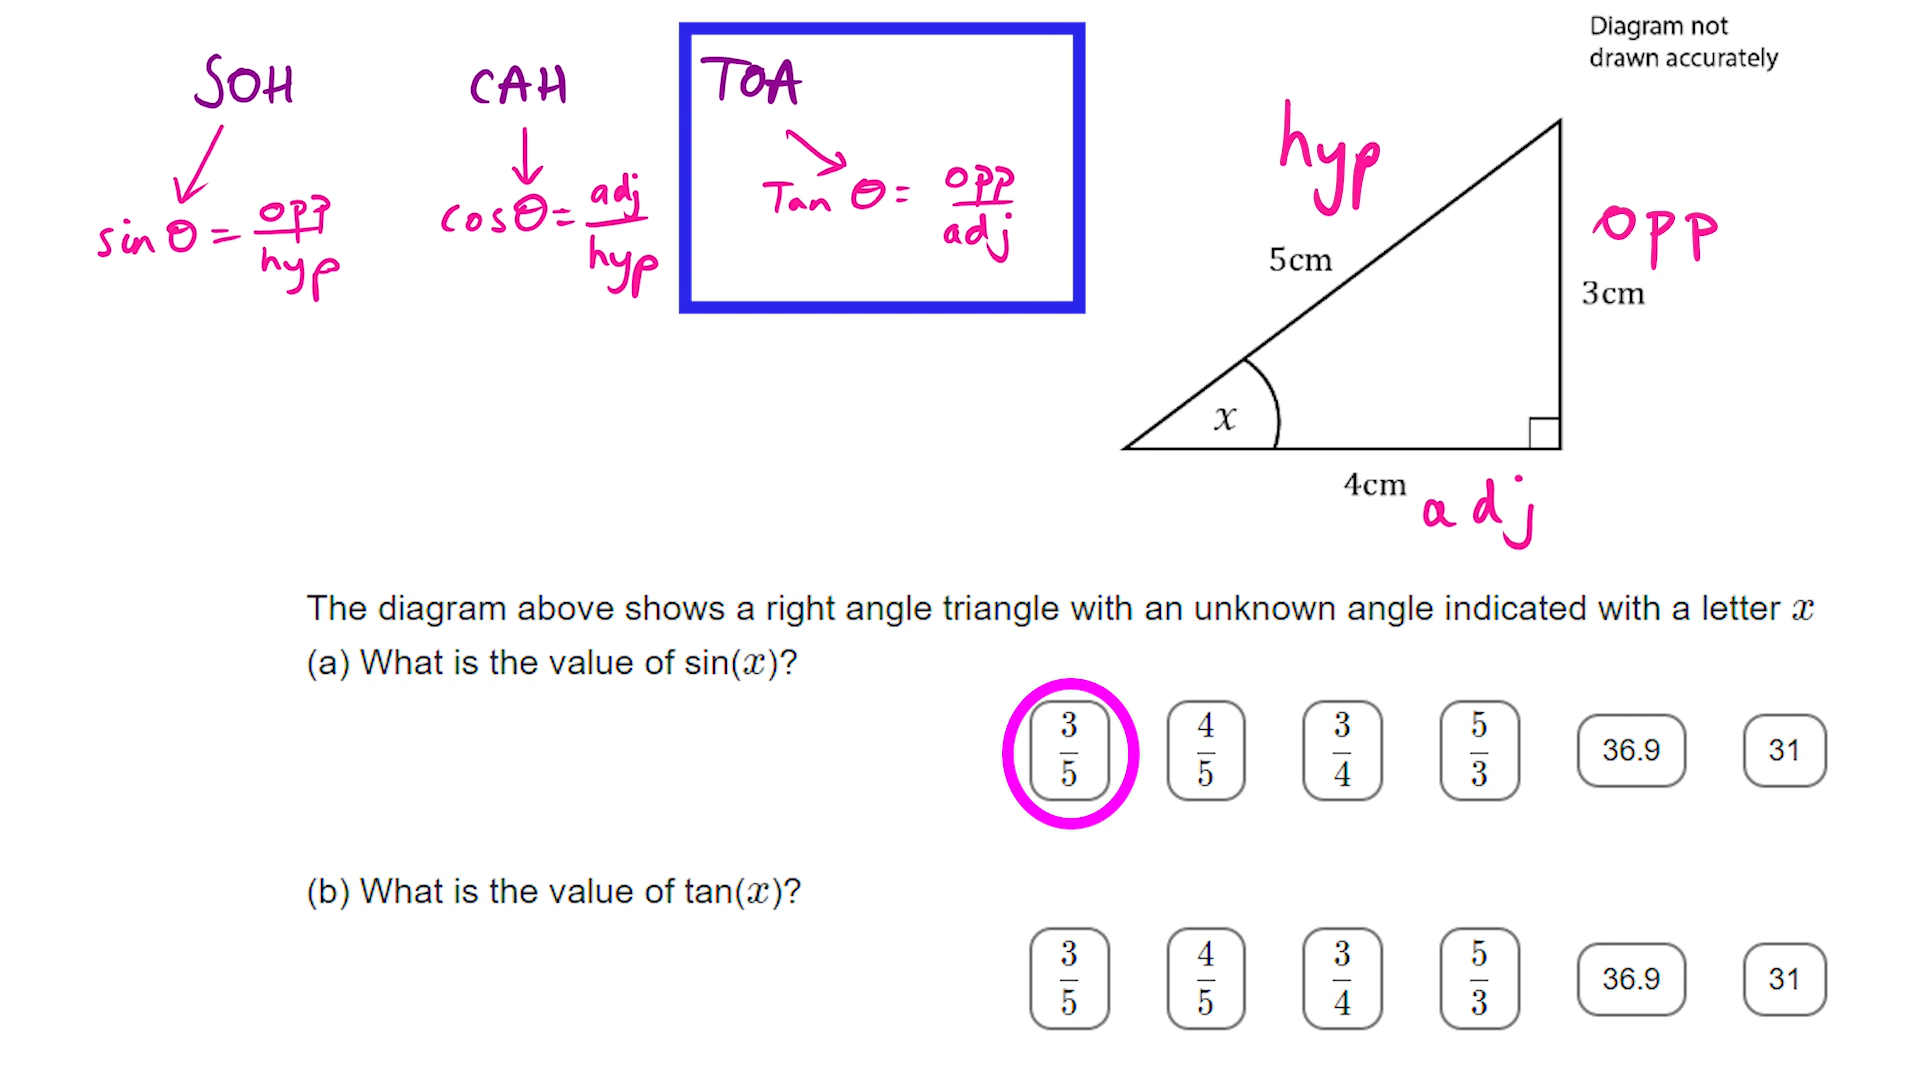 Diagram not
drawn accurately
SOH CAH TOA
sin θ = opp/hyp
cos θ = adj/hyp
Tan θ = opp/adj
hyp
5cm
opp
3cm
x
4cm
adj
The diagram above shows a right angle triangle with an unknown angle indicated with a letter x
(a) What is the value of sin(x)?
3/5 4/5 3/4 5/3 36.9 31
(b) What is the value of tan(x)?
3/5 4/5 3/4 5/3 36.9 31